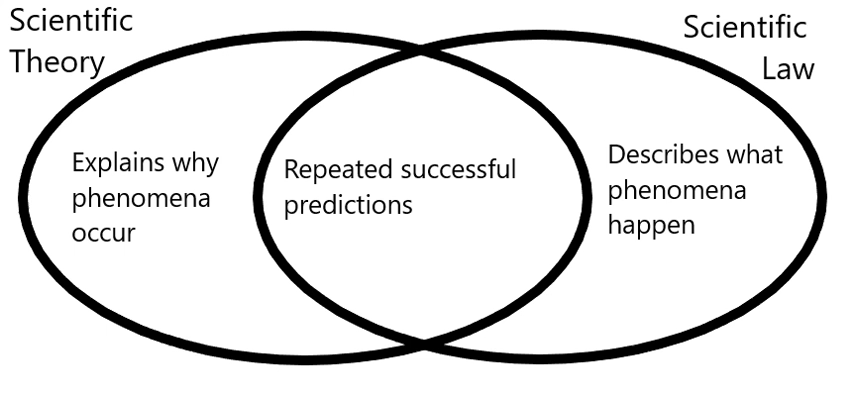 Scientific
Theory
Scientific
Law
Explains why
phenomena
occur
Repeated successful
predictions
Describes what
phenomena
happen